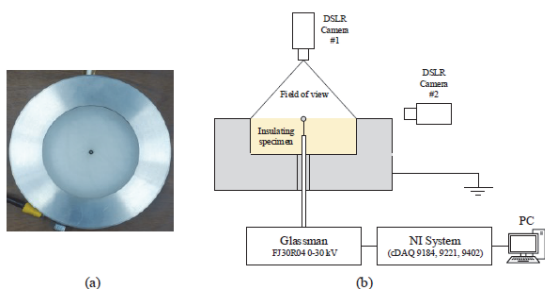 DSLR
Camera
#1
DSLR
Camera
#2
Field of view
Insulating
specimen
PC
Glassman
FJ30R04 0-30 kV
NI System
(cDAQ 9184, 9221, 9402)
(a)
(b)